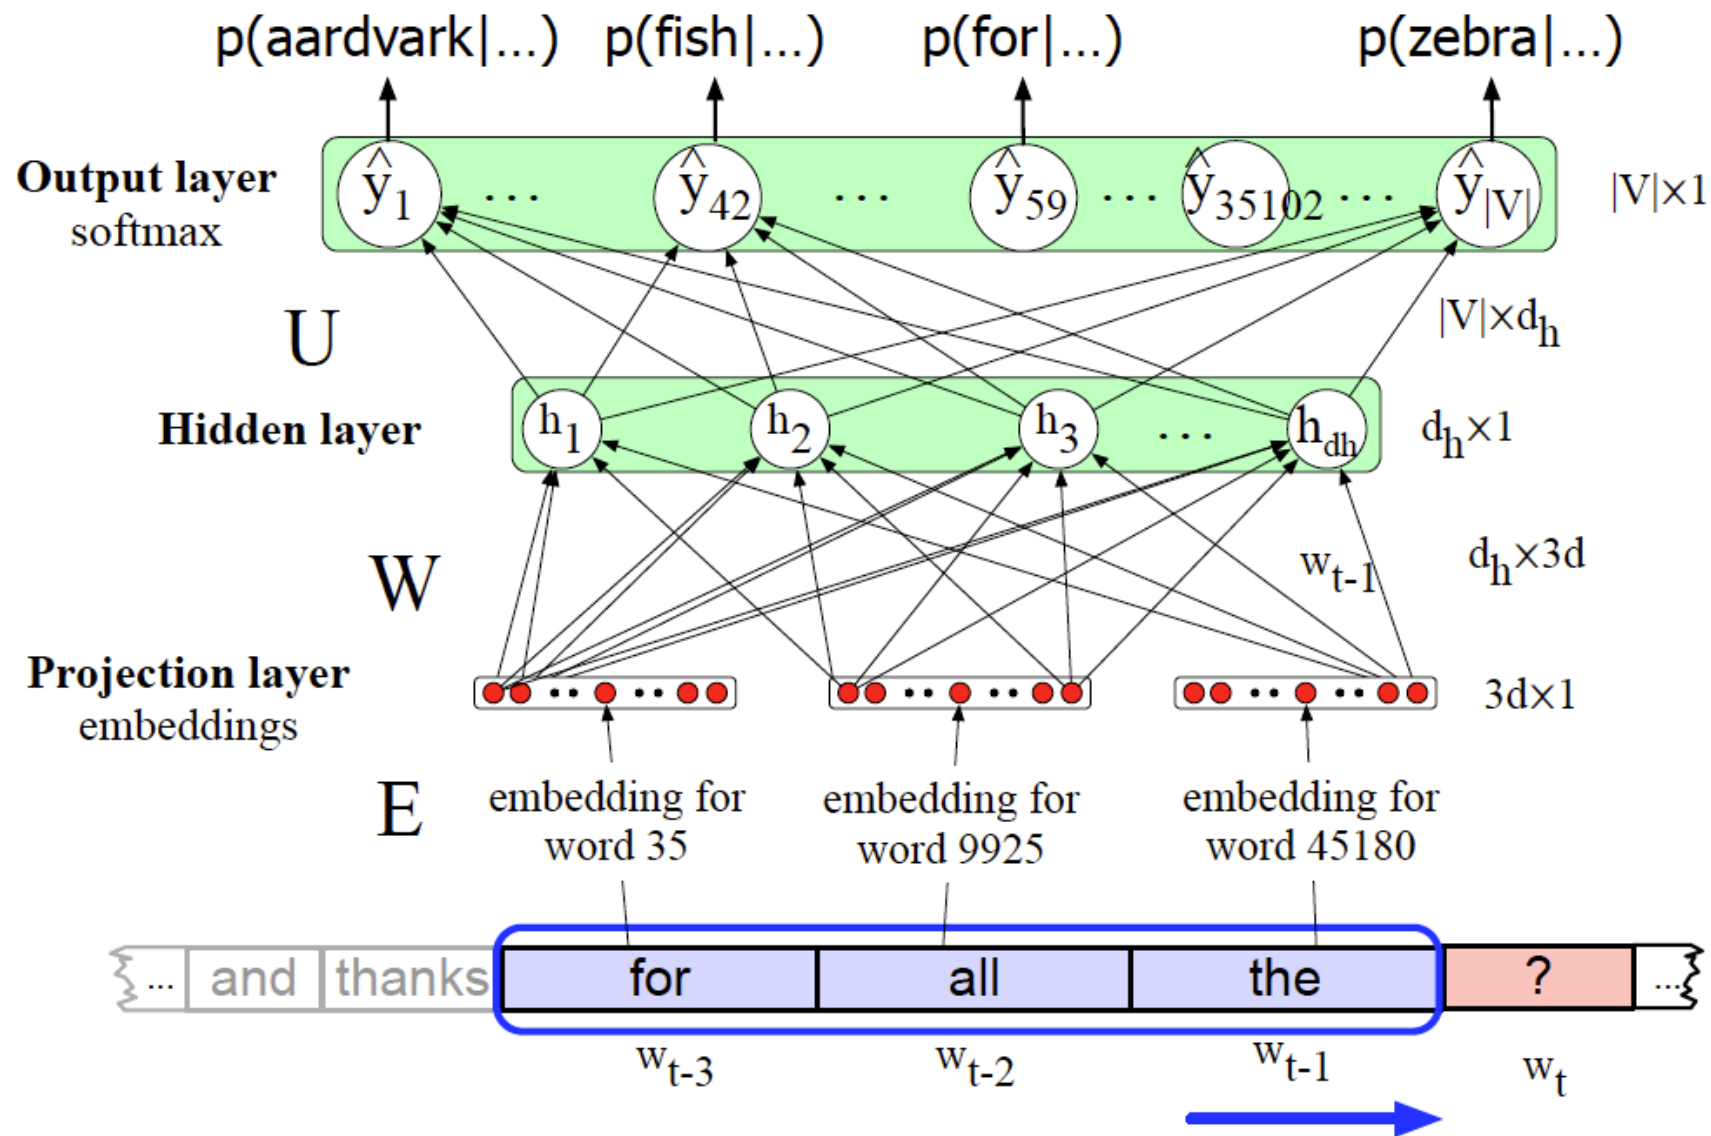 p(aardvark|...) p(fish|...) p(for|...) p(zebra|...)
Output layer
softmax
ŷ1 ... ŷ42 ... ŷ59 ... ŷ35102 ... ŷ|V|
|V|×1
U
|V|×dh
Hidden layer
h1 h2 h3 ... hdh
dh×1
W
wt-1
dh×3d
Projection layer
embeddings
3d×1
E
embedding for
word 35
embedding for
word 9925
embedding for
word 45180
... and thanks for all the ? ...
wt-3 wt-2 wt-1 wt